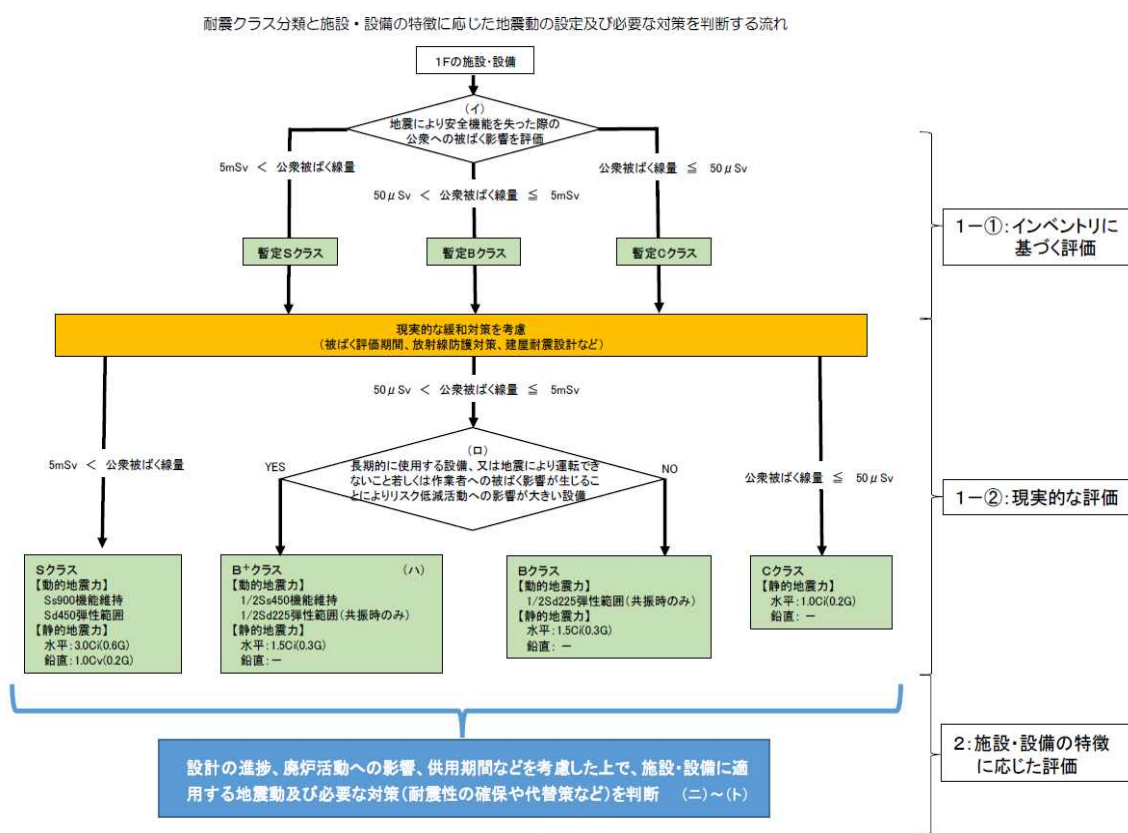 耐震クラス分類と施設・設備の特徴に応じた地震動の設定及び必要な対策を判断する流れ
1Fの施設・設備
(イ)
地震により安全機能を失った際の
公衆への被ばく影響を評価
5mSv ＜ 公衆被ばく線量
50μSv ＜ 公衆被ばく線量 ≦ 5mSv
公衆被ばく線量 ≦ 50μSv
暫定Sクラス
暫定Bクラス
暫定Cクラス
1－①：インベントリに
基づく評価
現実的な緩和対策を考慮
(被ばく評価期間、放射線防護対策、建屋耐震設計など)
50μSv ＜ 公衆被ばく線量 ≦ 5mSv
5mSv ＜ 公衆被ばく線量
(ロ)
長期的に使用する設備、又は地震により運転でき
ないこと若しくは作業者への被ばく影響が生じるこ
とによりリスク低減活動への影響が大きい設備
YES
NO
公衆被ばく線量 ≦ 50μSv
1－②：現実的な評価
Sクラス
【動的地震力】
Ss900機能維持
Sd450弾性範囲
【静的地震力】
水平：3.0Ci(0.6G)
鉛直：1.0Cv(0.2G)
B⁺クラス (ハ)
【動的地震力】
1/2Ss450機能維持
1/2Sd225弾性範囲(共振時のみ)
【静的地震力】
水平：1.5Ci(0.3G)
鉛直：－
Bクラス
【動的地震力】
1/2Sd225弾性範囲(共振時のみ)
【静的地震力】
水平：1.5Ci(0.3G)
鉛直：－
Cクラス
【静的地震力】
水平：1.0Ci(0.2G)
鉛直：－
2：施設・設備の特徴
に応じた評価
設計の進捗、廃炉活動への影響、供用期間などを考慮した上で、施設・設備に適
用する地震動及び必要な対策(耐震性の確保や代替策など)を判断 (ニ)～(ト)